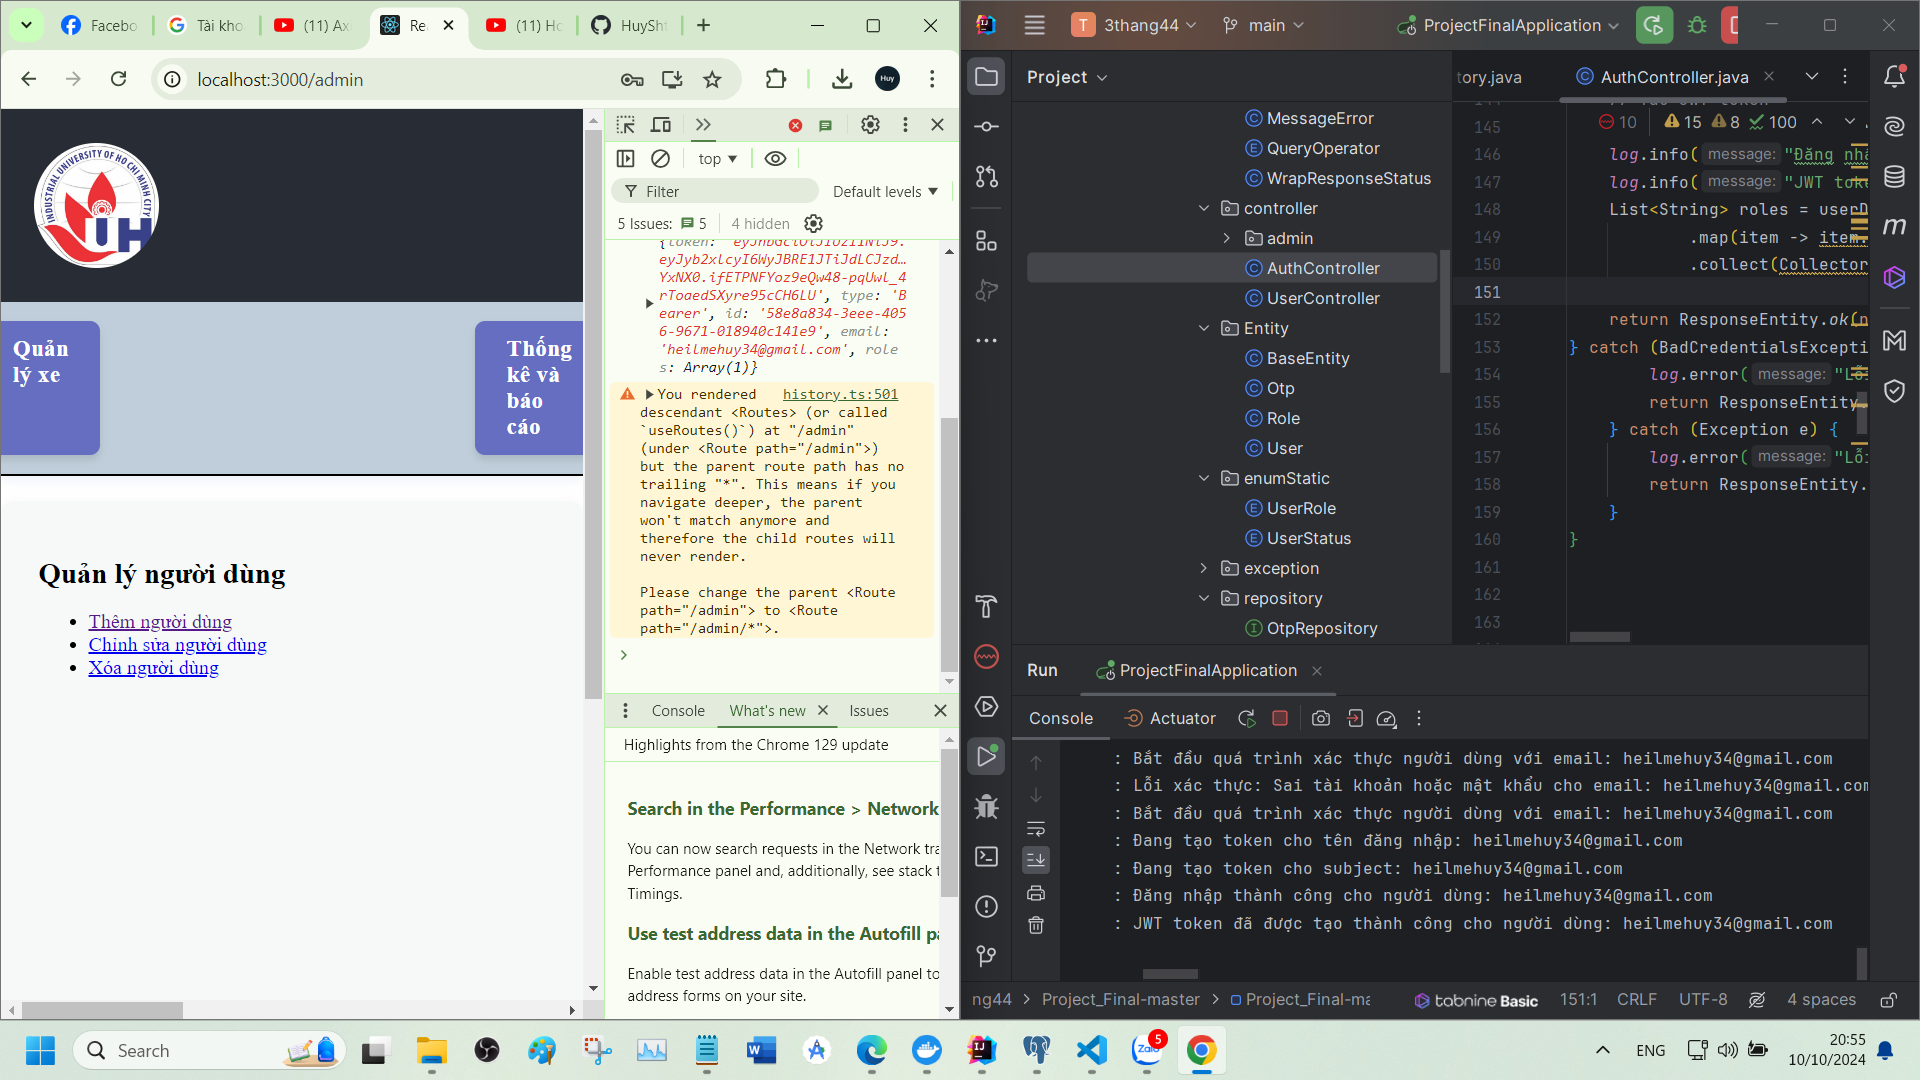 Facebo
Tài kho
(11) Ax
Re
(11) Ho
HuySh
localhost:3000/admin
Huy
INDUSTRIAL UNIVERSITY OF HO CHI MINH CITY
UH
Quản
lý xe
Thống
kê và
báo
cáo
Quản lý người dùng
Thêm người dùng
Chỉnh sửa người dùng
Xóa người dùng
top
Filter
Default levels
5 Issues: 5
4 hidden
eyJyb2xlcyI6WyJBRE1JTiJdLCJzd…
YxNX0.ifETPNFYoz9eQw48-pqUwl_4
rToaedSXyre95cCH6LU', type: 'B
earer', id: '58e8a834-3eee-405
6-9671-018940c141e9', email:
'heilmehuy34@gmail.com', role
s: Array(1)}
You rendered history.ts:501
descendant <Routes> (or called
`useRoutes()`) at "/admin"
(under <Route path="/admin">)
but the parent route path has no
trailing "*". This means if you
navigate deeper, the parent
won't match anymore and
therefore the child routes will
never render.
Please change the parent <Route
path="/admin"> to <Route
path="/admin/*">.
Console
What's new
Issues
Highlights from the Chrome 129 update
Search in the Performance > Network
You can now search requests in the Network tra
Performance panel and, additionally, see stack t
Timings.
Use test address data in the Autofill pa
Enable test address data in the Autofill panel to
address forms on your site.
T 3thang44
main
ProjectFinalApplication
Project
tory.java
AuthController.java
MessageError
QueryOperator
WrapResponseStatus
controller
admin
AuthController
UserController
Entity
BaseEntity
Otp
Role
User
enumStatic
UserRole
UserStatus
exception
repository
OtpRepository
10 15 8 100
145
146 log.info( message: "Đăng nhậ
147 log.info( message: "JWT toke
148 List<String> roles = userD
149 .map(item -> item.
150 .collect(Collector
151
152 return ResponseEntity.ok(n
153 } catch (BadCredentialsExcepti
154 log.error( message: "Lỗi
155 return ResponseEntity.
156 } catch (Exception e) {
157 log.error( message: "Lỗi
158 return ResponseEntity.
159 }
160 }
161
162
163
Run
ProjectFinalApplication
Console
Actuator
: Bắt đầu quá trình xác thực người dùng với email: heilmehuy34@gmail.com
: Lỗi xác thực: Sai tài khoản hoặc mật khẩu cho email: heilmehuy34@gmail.com
: Bắt đầu quá trình xác thực người dùng với email: heilmehuy34@gmail.com
: Đang tạo token cho tên đăng nhập: heilmehuy34@gmail.com
: Đang tạo token cho subject: heilmehuy34@gmail.com
: Đăng nhập thành công cho người dùng: heilmehuy34@gmail.com
: JWT token đã được tạo thành công cho người dùng: heilmehuy34@gmail.com
ng44 > Project_Final-master > Project_Final-ma
tabnine Basic
151:1
CRLF
UTF-8
4 spaces
Search
Zalo
5
ENG
20:55
10/10/2024